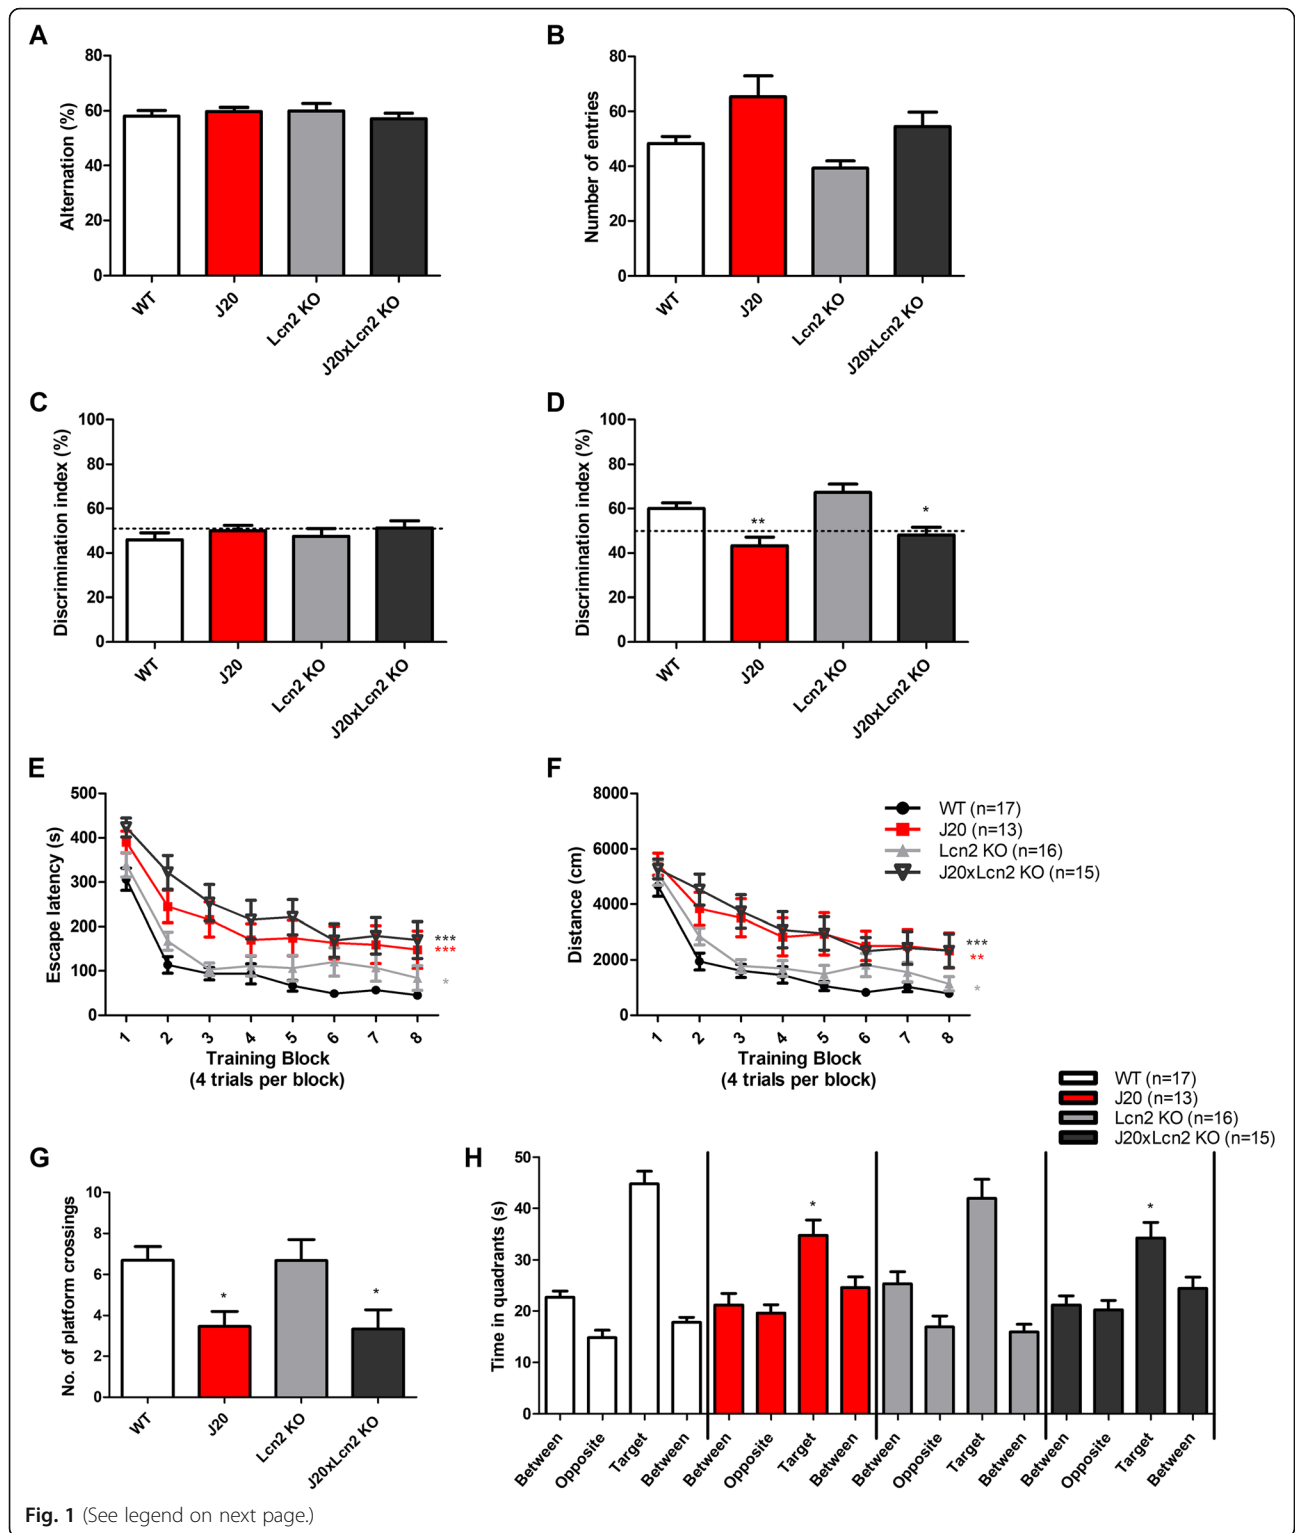 A
Alternation (%)
80
60
40
20
0
WT
J20
Lcn2 KO
J20xLcn2 KO
B
Number of entries
80
60
40
20
0
WT
J20
Lcn2 KO
J20xLcn2 KO
C
Discrimination index (%)
100
80
60
40
20
0
WT
J20
Lcn2 KO
J20xLcn2 KO
D
Discrimination index (%)
100
80
60
40
20
0
**
*
WT
J20
Lcn2 KO
J20xLcn2 KO
E
Escape latency (s)
500
400
300
200
100
0
***
***
*
1
2
3
4
5
6
7
8
Training Block
(4 trials per block)
F
Distance (cm)
8000
6000
4000
2000
0
WT (n=17)
J20 (n=13)
Lcn2 KO (n=16)
J20xLcn2 KO (n=15)
***
**
*
1
2
3
4
5
6
7
8
Training Block
(4 trials per block)
WT (n=17)
J20 (n=13)
Lcn2 KO (n=16)
J20xLcn2 KO (n=15)
G
No. of platform crossings
10
8
6
4
2
0
*
*
WT
J20
Lcn2 KO
J20xLcn2 KO
H
Time in quadrants (s)
50
40
30
20
10
0
*
*
Between
Opposite
Target
Between
Between
Opposite
Target
Between
Between
Opposite
Target
Between
Between
Opposite
Target
Between
Fig. 1 (See legend on next page.)